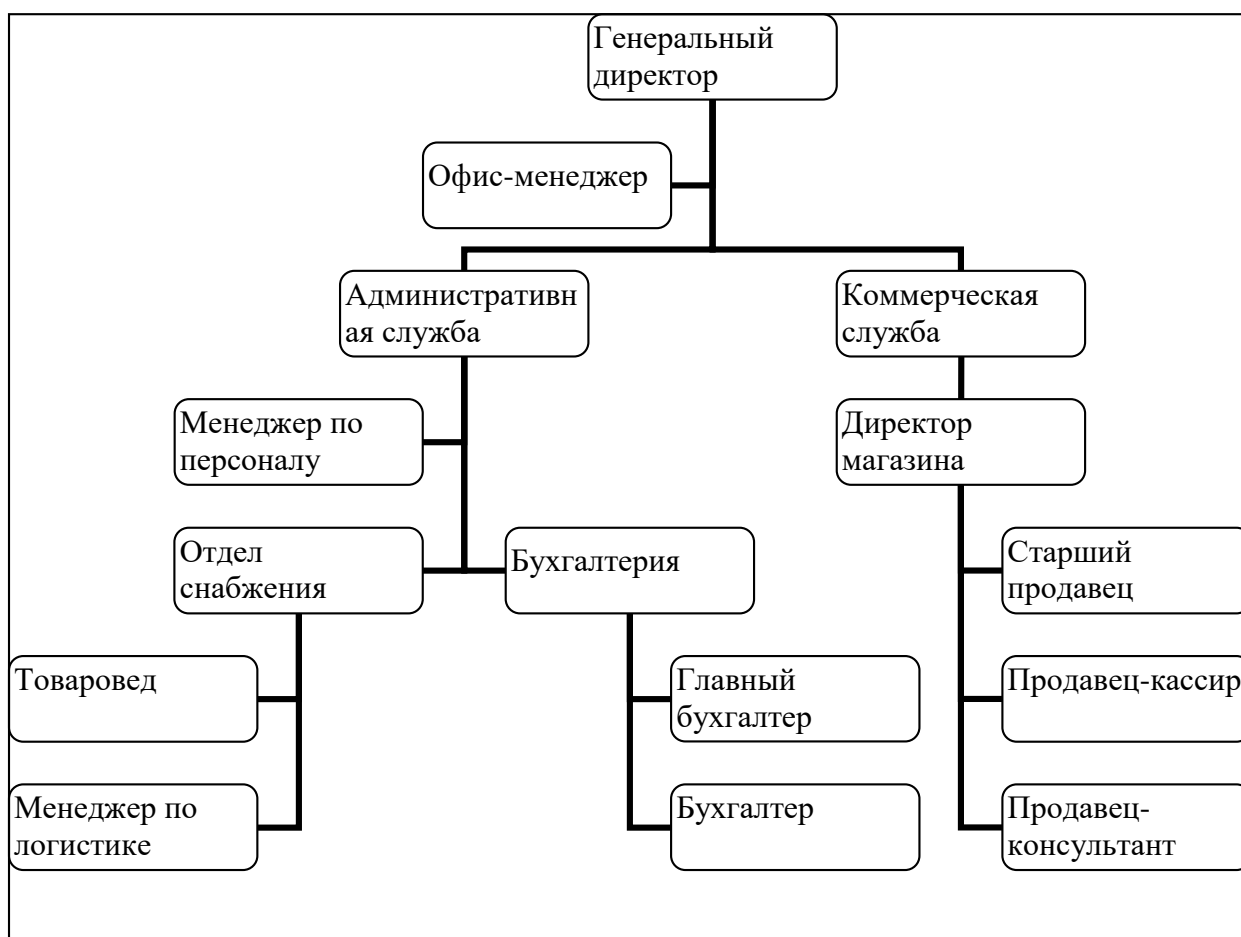 Генеральный
директор
Офис-менеджер
Административн
ая служба
Коммерческая
служба
Менеджер по
персоналу
Директор
магазина
Отдел
снабжения
Бухгалтерия
Старший
продавец
Товаровед
Главный
бухгалтер
Продавец-кассир
Менеджер по
логистике
Бухгалтер
Продавец-
консультант